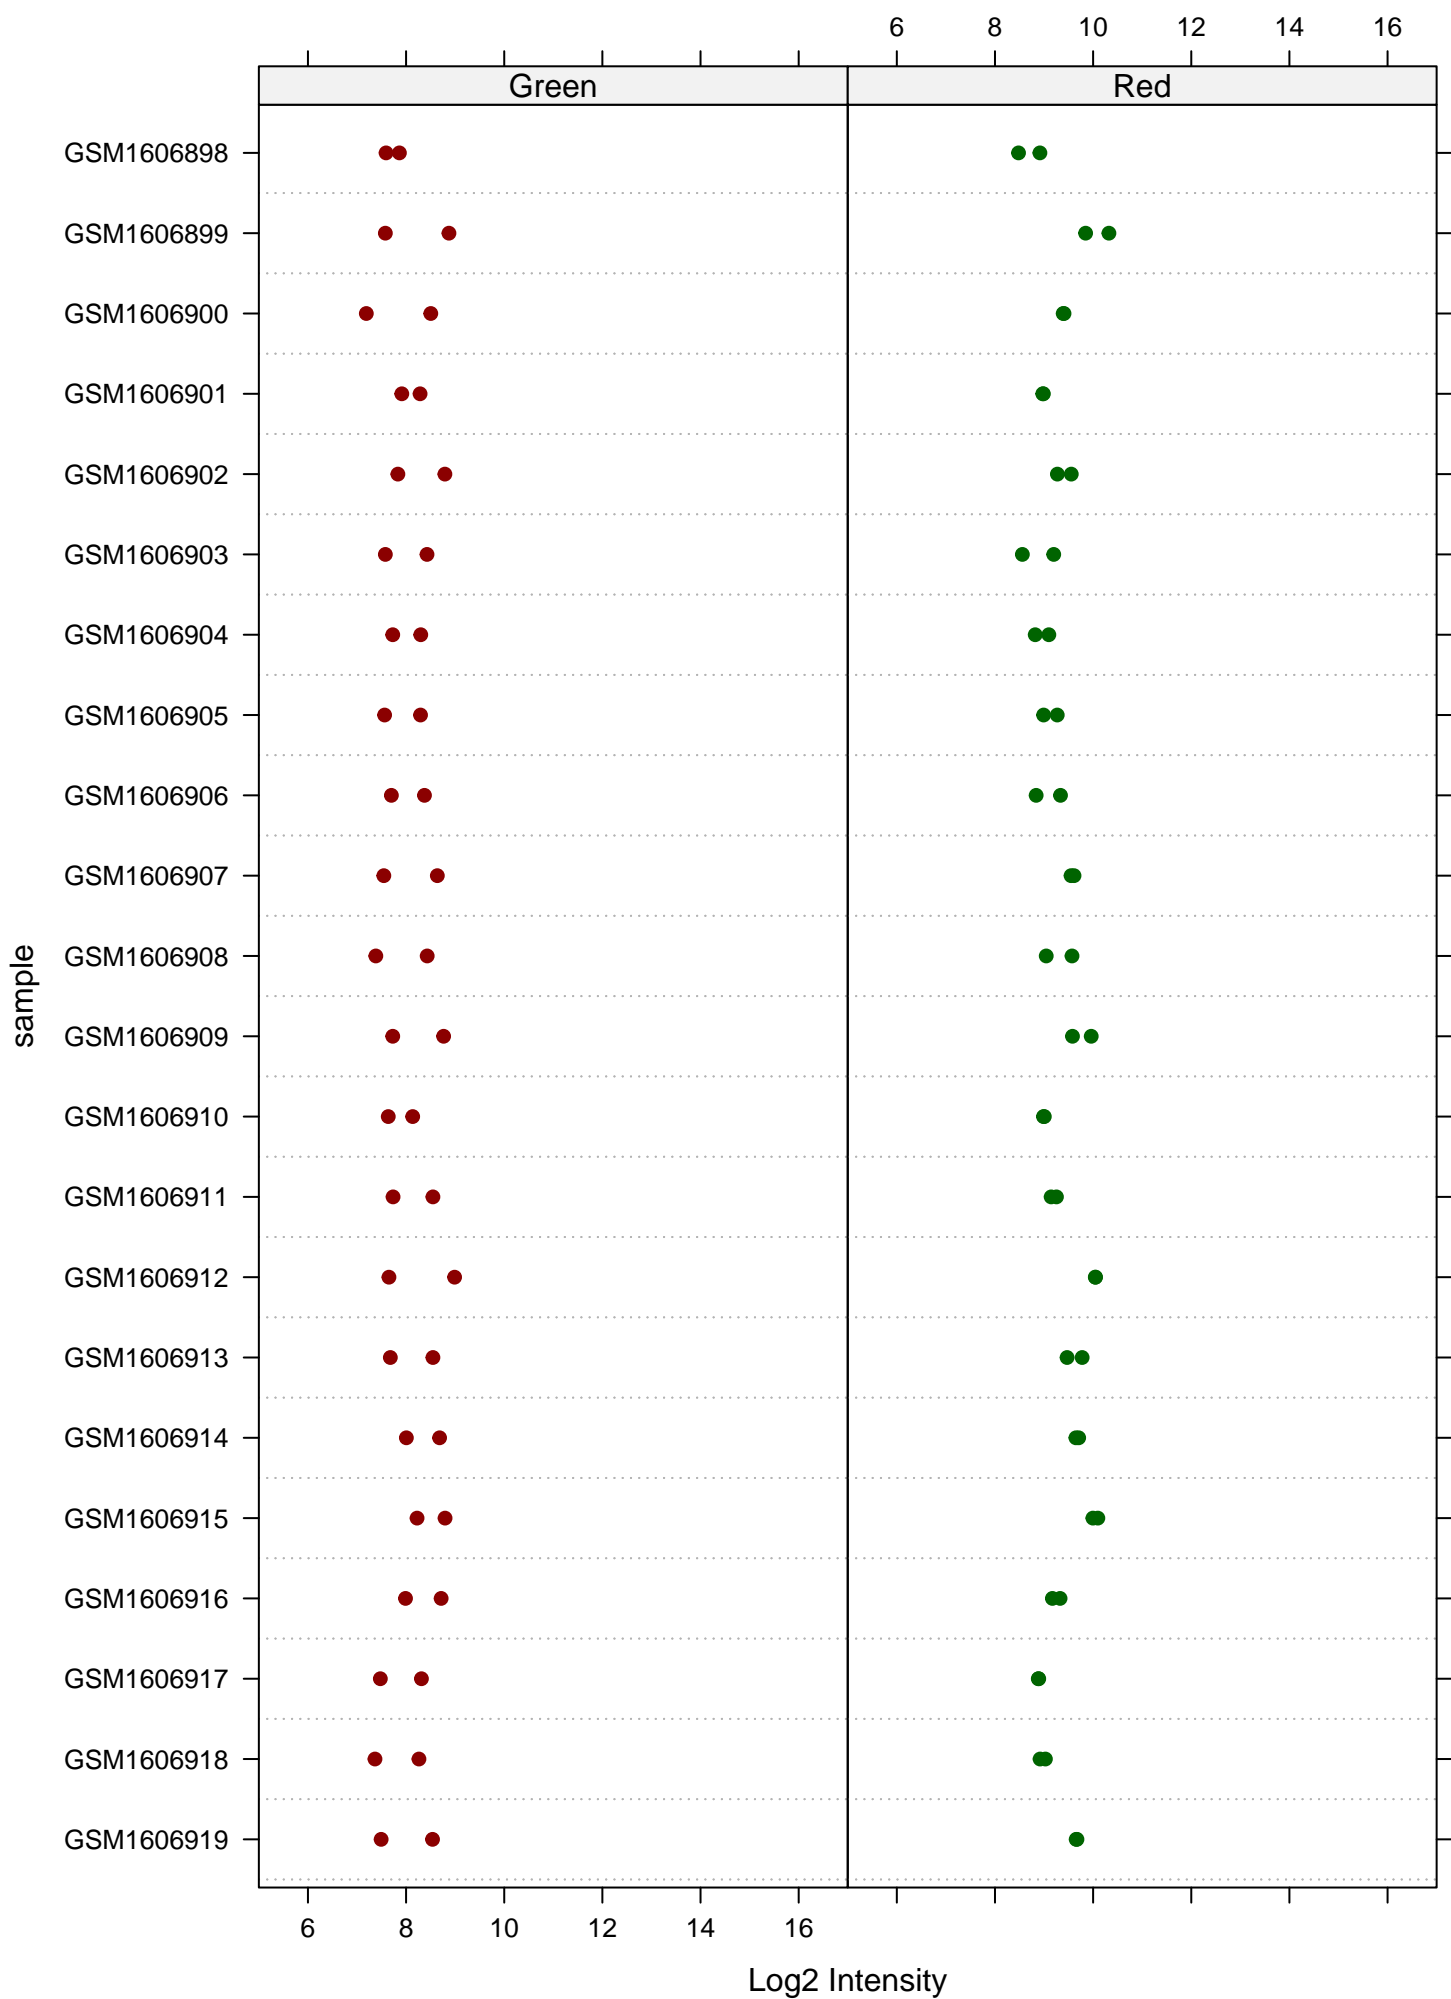 6 8 10 12 14 16
Green Red
GSM1606898
GSM1606899
GSM1606900
GSM1606901
GSM1606902
GSM1606903
GSM1606904
GSM1606905
GSM1606906
GSM1606907
GSM1606908
GSM1606909
GSM1606910
GSM1606911
GSM1606912
GSM1606913
GSM1606914
GSM1606915
GSM1606916
GSM1606917
GSM1606918
GSM1606919
sample
6 8 10 12 14 16
Log2 Intensity